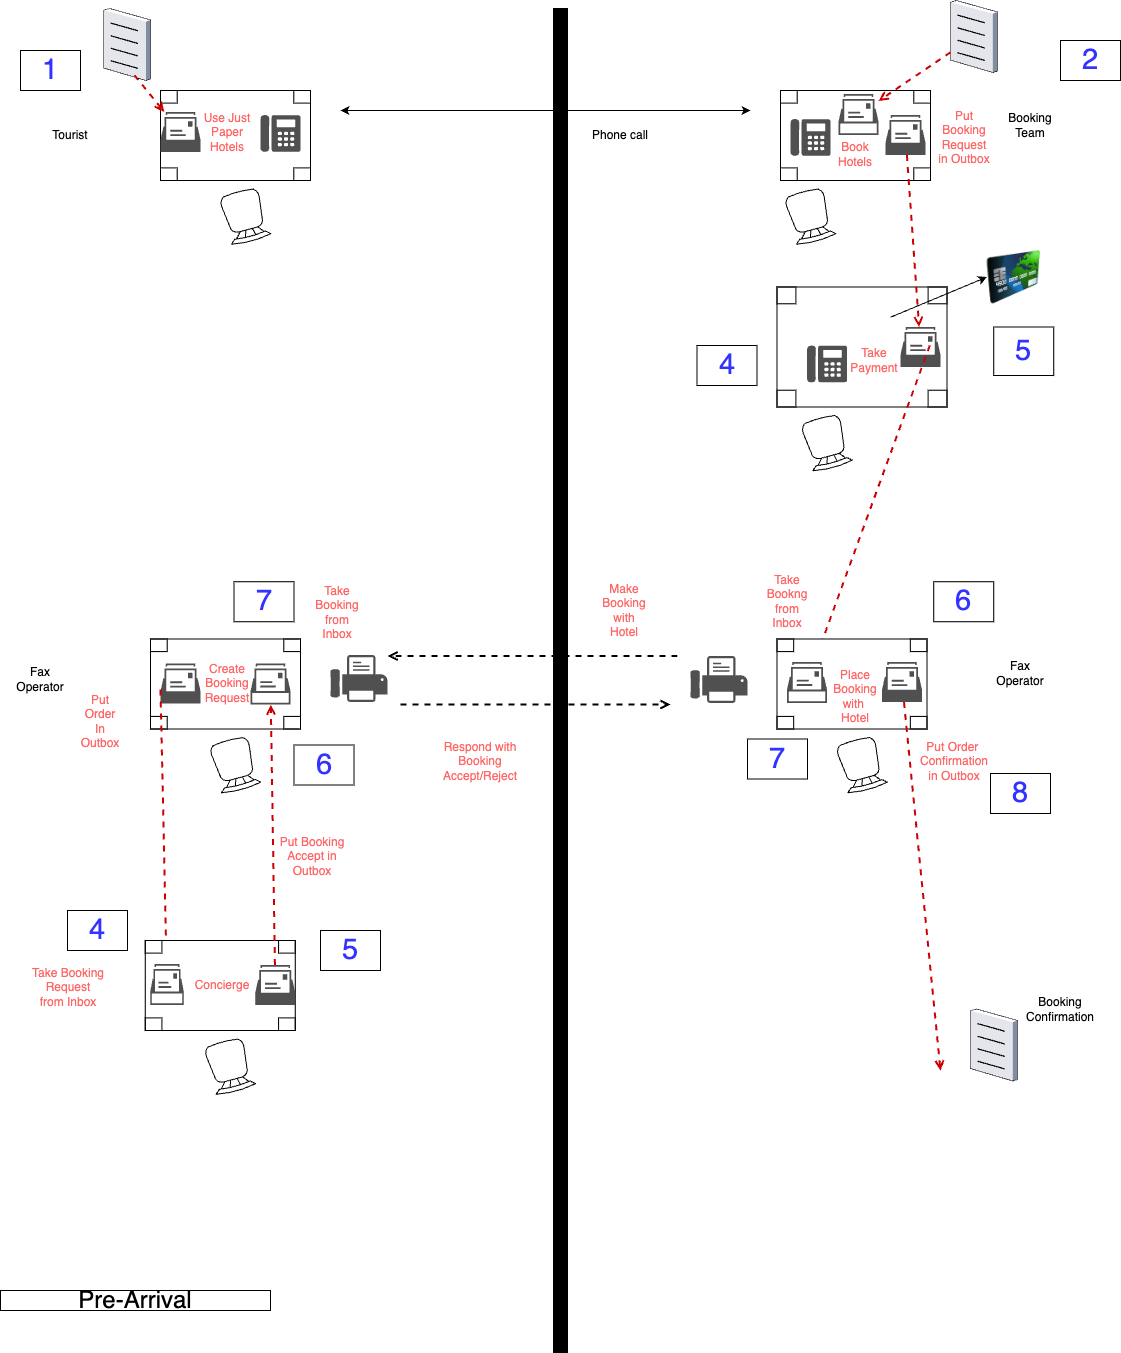 1
2
Tourist
Use Just
Paper
Hotels
Phone call
Book
Hotels
Put
Booking
Request
in Outbox
Booking
Team
4
Take
Payment
5
7
Take
Booking
from
Inbox
Make
Booking
with
Hotel
Take
Bookng
from
Inbox
6
Fax
Operator
Create
Booking
Request
Place
Booking
with
Hotel
Fax
Operator
Put
Order
In
Outbox
6
Respond with
Booking
Accept/Reject
7
Put Order
Confirmation
in Outbox
8
Put Booking
Accept in
Outbox
4
5
Take Booking
Request
from Inbox
Concierge
Booking
Confirmation
Pre-Arrival